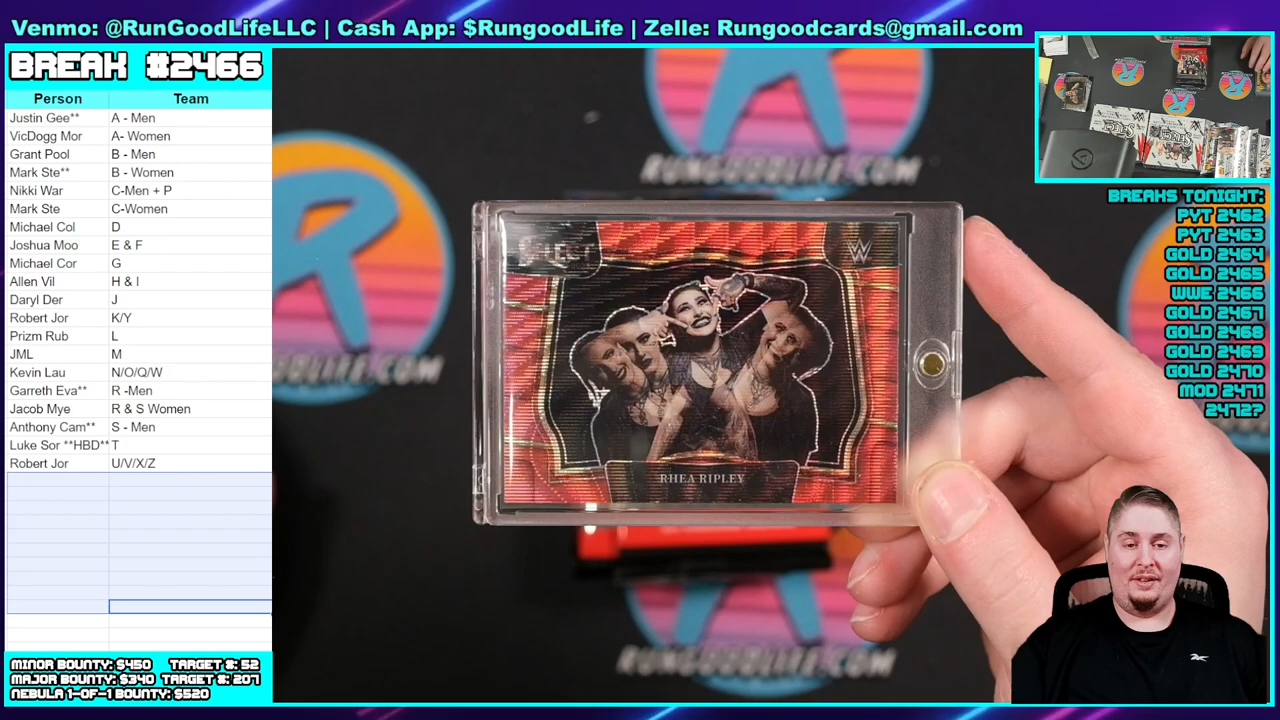 Venmo: @RunGoodLifeLLC | Cash App: $RungoodLife | Zelle: Rungoodcards@gmail.com
BREAK #2466
Person Team
Justin Gee** A - Men
VicDogg Mor A- Women
Grant Pool B - Men
Mark Ste** B - Women
Nikki War C-Men + P
Mark Ste C-Women
Michael Col D
Joshua Moo E & F
Michael Cor G
Allen Vil H & I
Daryl Der J
Robert Jor K/Y
Prizm Rub L
JML M
Kevin Lau N/O/Q/W
Garreth Eva** R -Men
Jacob Mye R & S Women
Anthony Cam** S - Men
Luke Sor **HBD** T
Robert Jor U/V/X/Z
MINOR BOUNTY: $450 TARGET #: 52
MAJOR BOUNTY: $340 TARGET #: 207
NEBULA 1-OF-1 BOUNTY: $520
RUNGOODLIFE.COM
SELECT
W
RHEA RIPLEY
RUNGOODLIFE.COM
BREAKS TONIGHT:
PYT 2462
PYT 2463
GOLD 2464
GOLD 2465
WWE 2466
GOLD 2467
GOLD 2468
GOLD 2469
GOLD 2470
MOD 2471
2472?